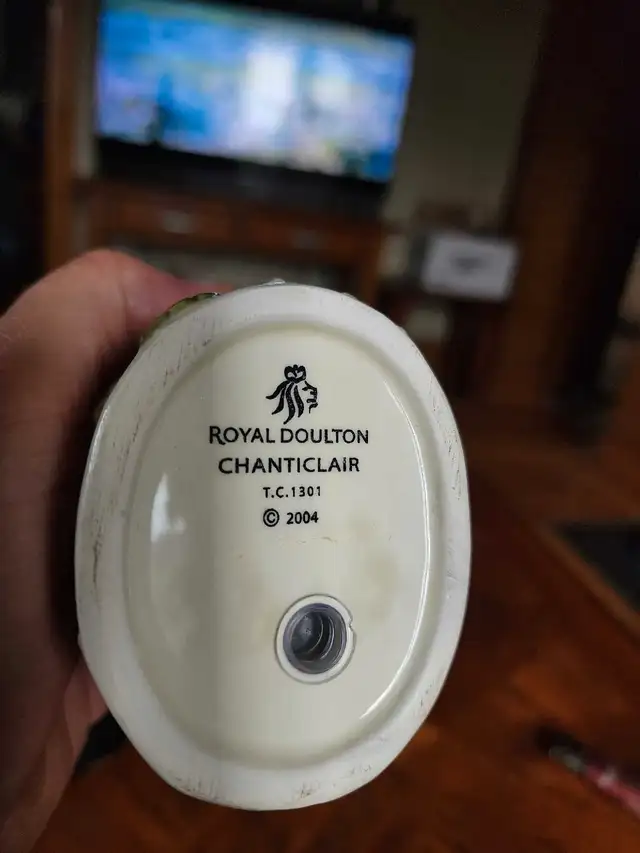 ROYAL DOULTON
CHANTICLAIR
T.C.1301
© 2004